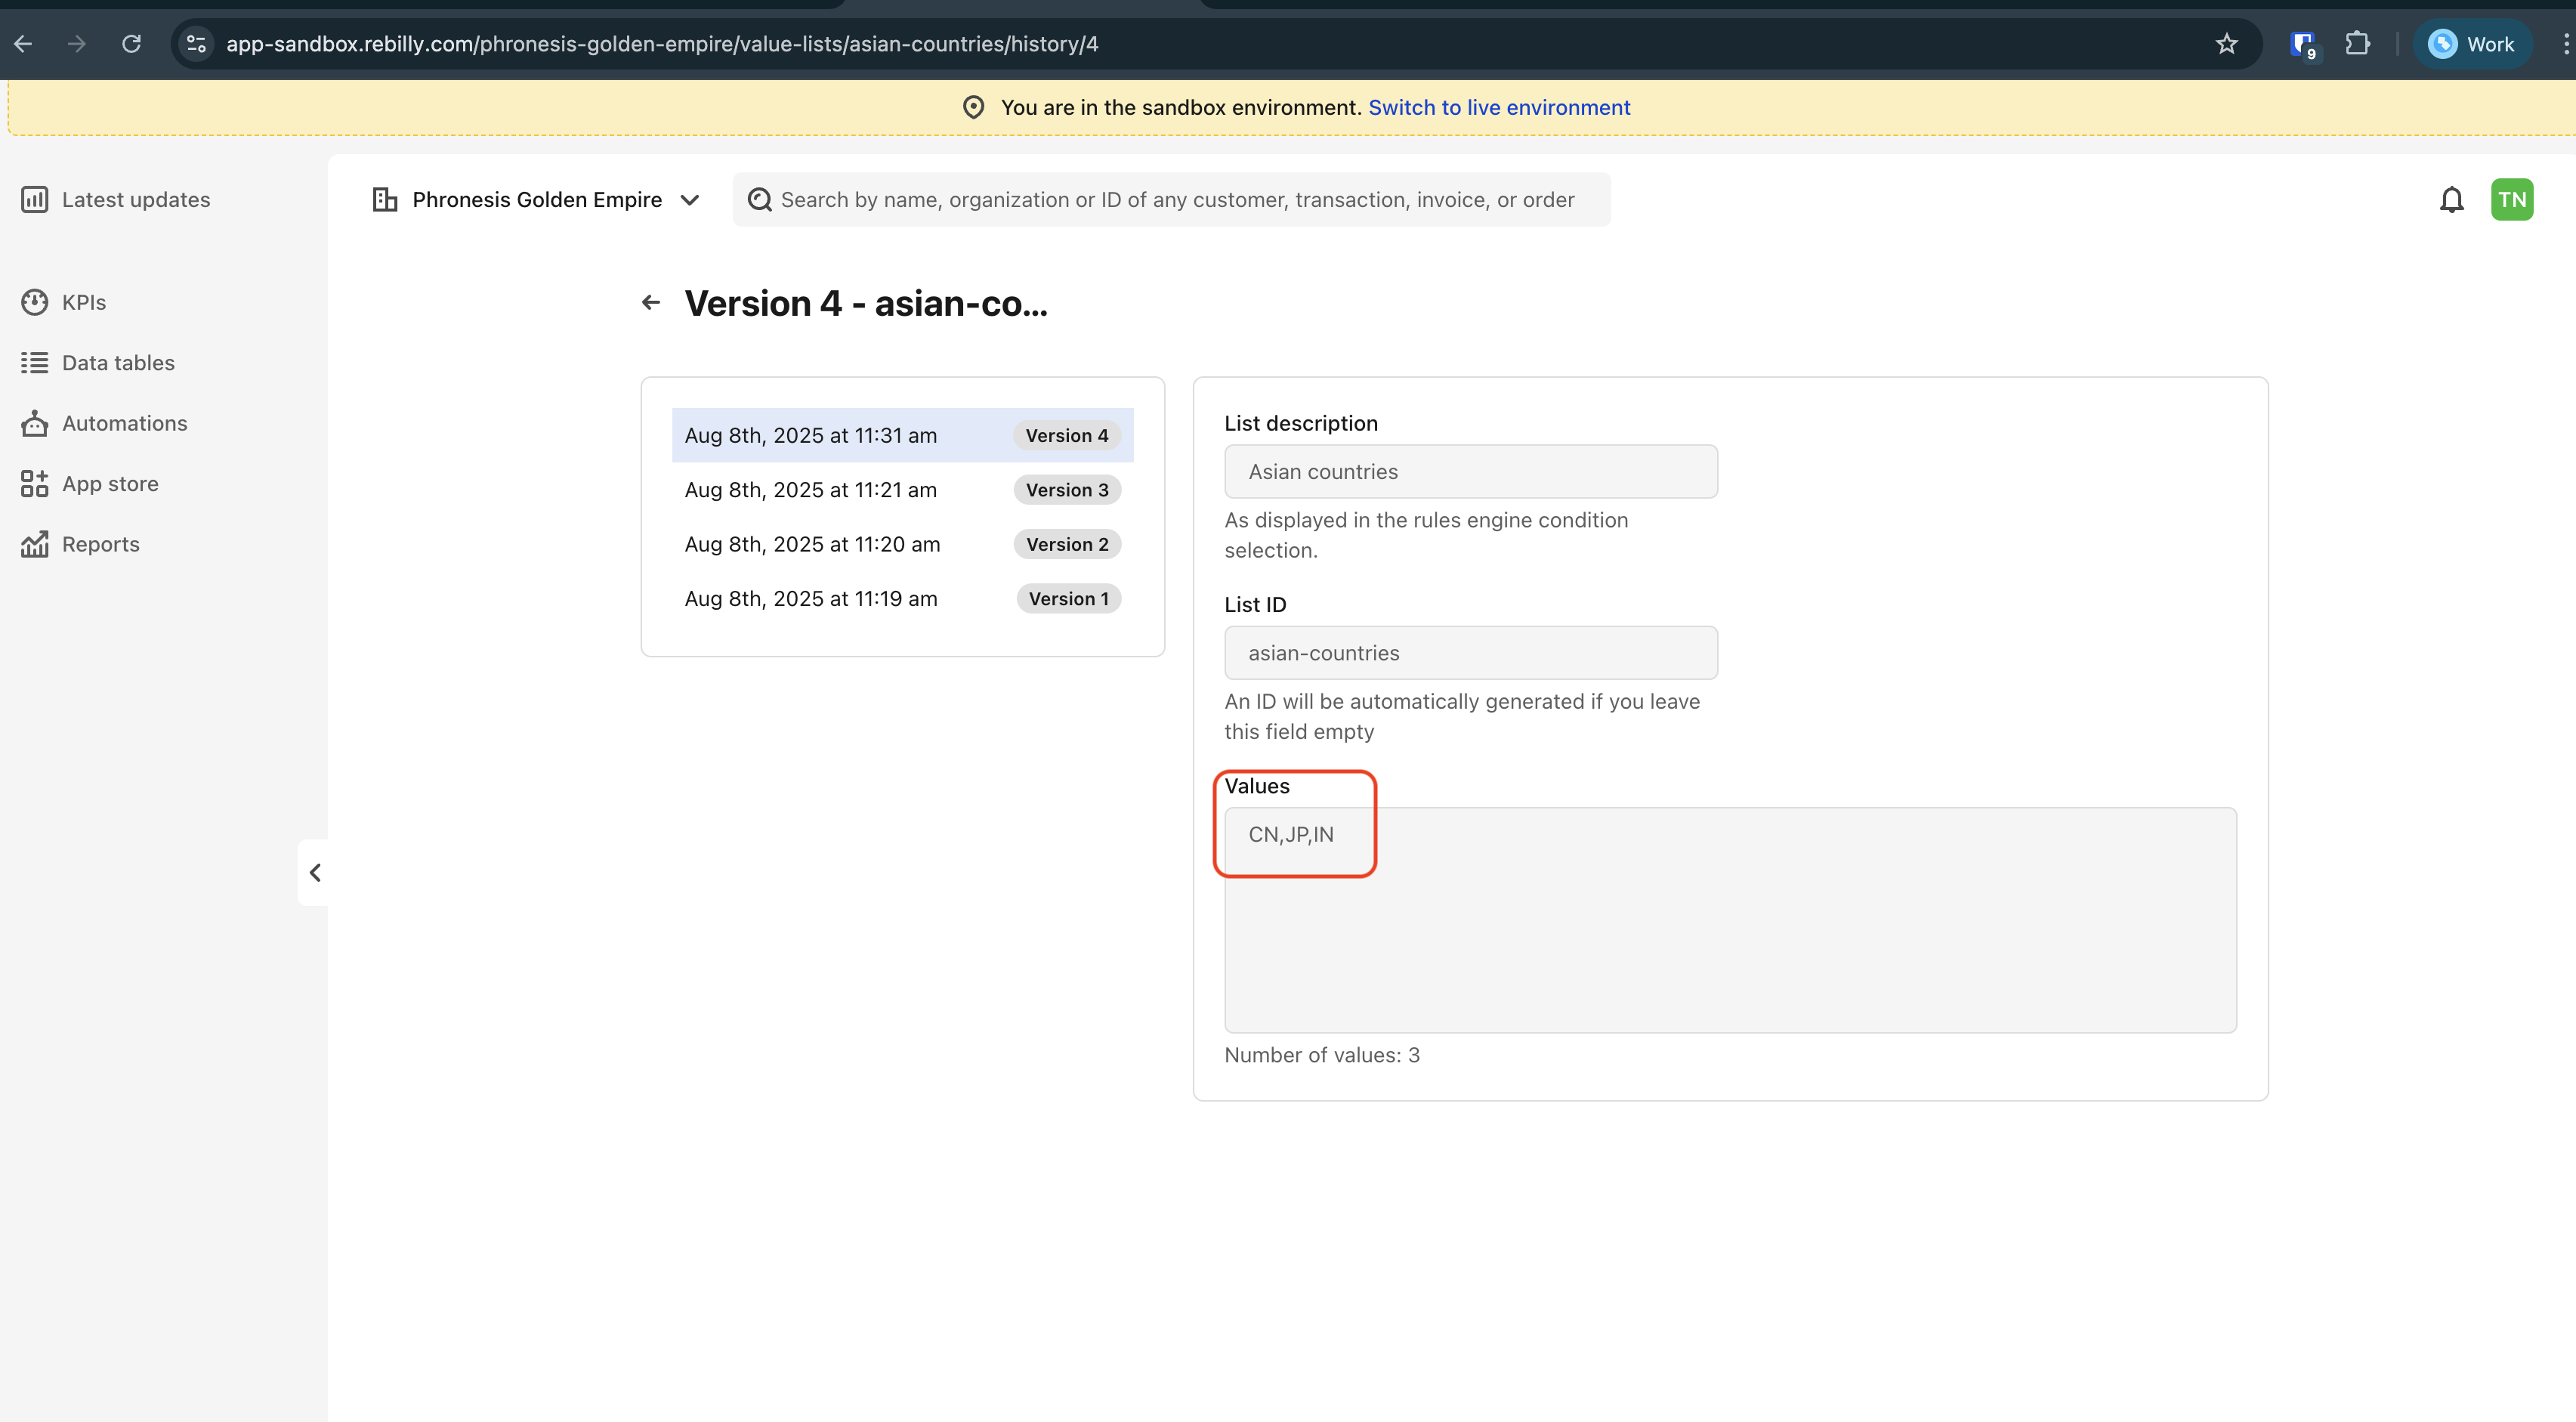 app-sandbox.rebilly.com/phronesis-golden-empire/value-lists/asian-countries/history/4
9
Work
You are in the sandbox environment. Switch to live environment
Latest updates
KPIs
Data tables
Automations
App store
Reports
Phronesis Golden Empire
Search by name, organization or ID of any customer, transaction, invoice, or order
TN
Version 4 - asian-co...
Aug 8th, 2025 at 11:31 am Version 4
Aug 8th, 2025 at 11:21 am Version 3
Aug 8th, 2025 at 11:20 am Version 2
Aug 8th, 2025 at 11:19 am Version 1
List description
Asian countries
As displayed in the rules engine condition
selection.
List ID
asian-countries
An ID will be automatically generated if you leave
this field empty
Values
CN,JP,IN
Number of values: 3